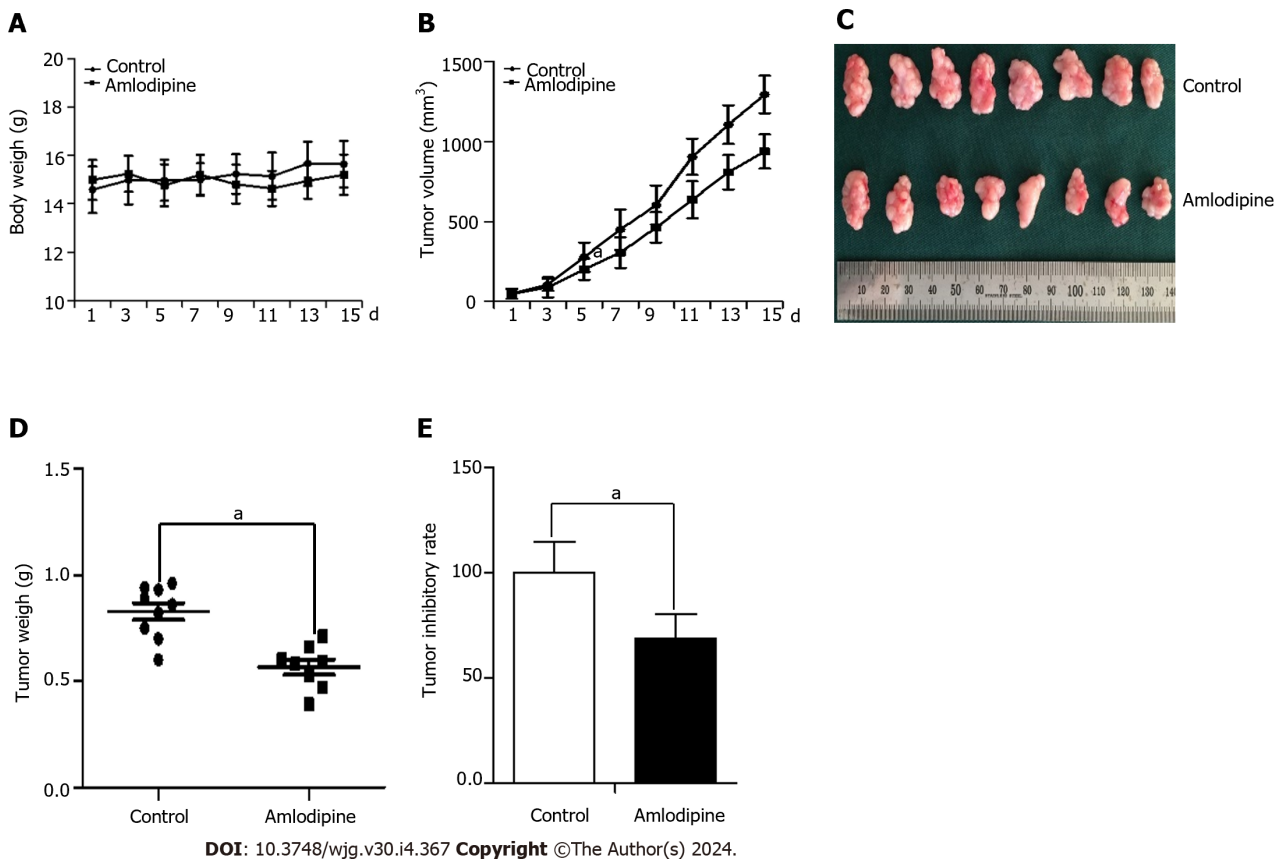 A
20
18
16
14
12
10
Body weigh (g)
Control
Amlodipine
1 3 5 7 9 11 13 15 d
B
1500
1000
500
0
Tumor volume (mm³)
Control
Amlodipine
a
1 3 5 7 9 11 13 15 d
C
Control
Amlodipine
10 20 30 40 50 60 70 80 90 100 110 120 130
D
1.5
1.0
0.5
0.0
Tumor weigh (g)
a
Control Amlodipine
E
150
100
50
0.0
Tumor inhibitory rate
a
Control Amlodipine
DOI: 10.3748/wjg.v30.i4.367 Copyright ©The Author(s) 2024.